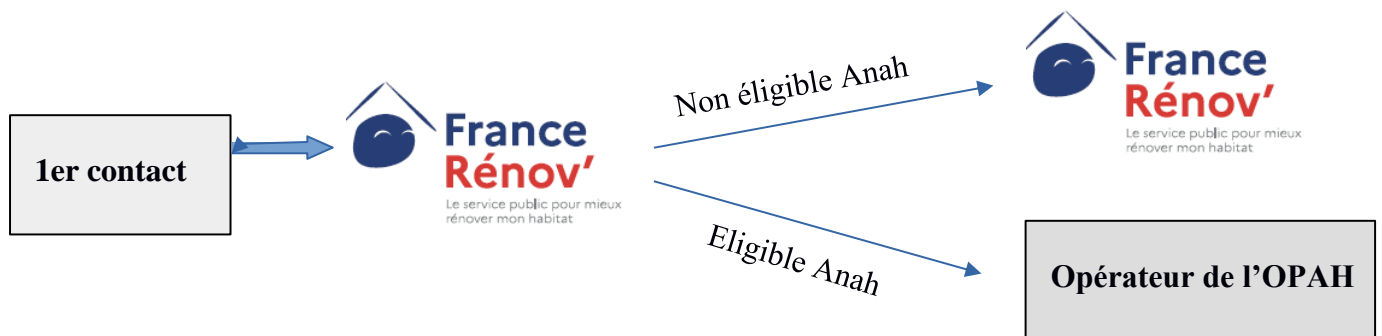 1er contact
France
Rénov'
Le service public pour mieux
rénover mon habitat
Non éligible Anah
Eligible Anah
France
Rénov'
Le service public pour mieux
rénover mon habitat
Opérateur de l’OPAH